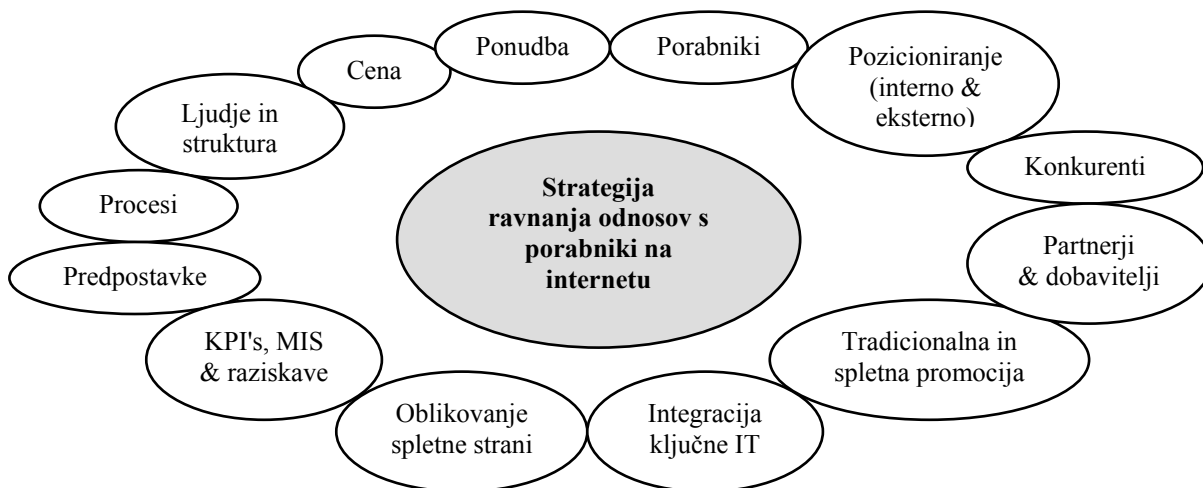 Ponudba
Porabniki
Pozicioniranje
(interno &
eksterno)
Cena
Ljudje in
struktura
Konkurenti
Strategija
ravnanja odnosov s
porabniki na
internetu
Procesi
Partnerji
& dobavitelji
Predpostavke
KPI's, MIS
& raziskave
Tradicionalna in
spletna promocija
Oblikovanje
spletne strani
Integracija
ključne IT